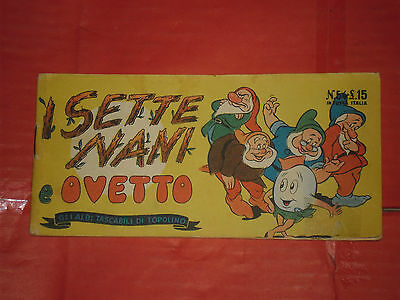 I SETTE
NANI
e OVETTO
GLI ALBI TASCABILI DI TOPOLINO
N.54-£.15
IN TUTTA ITALIA